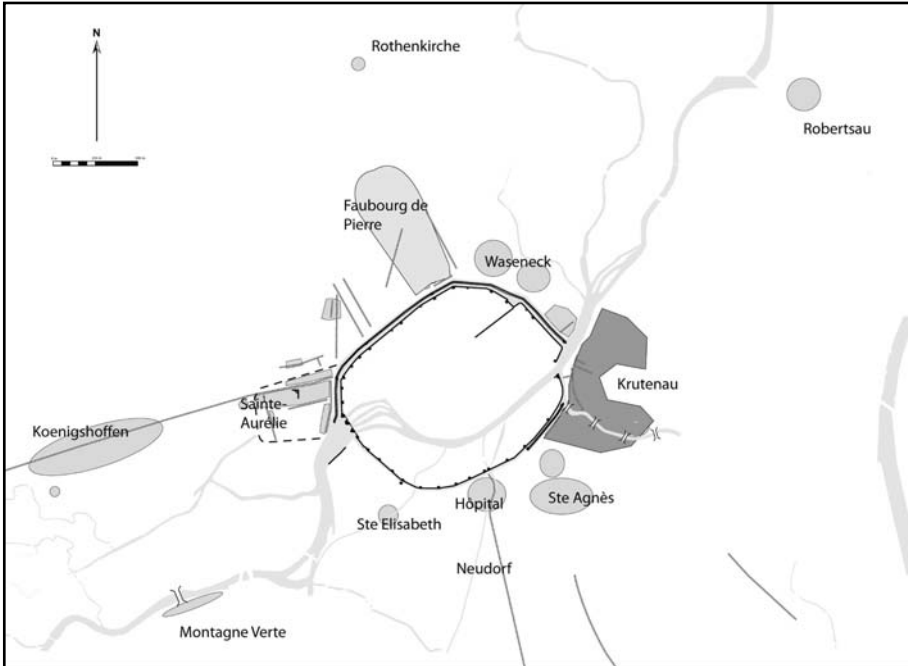 N
Rothenkirche
Robertsau
Faubourg de
Pierre
Waseneck
Krutenau
Sainte-
Aurélie
Koenigshoffen
Hôpital
Ste Agnès
Ste Elisabeth
Neudorf
Montagne Verte